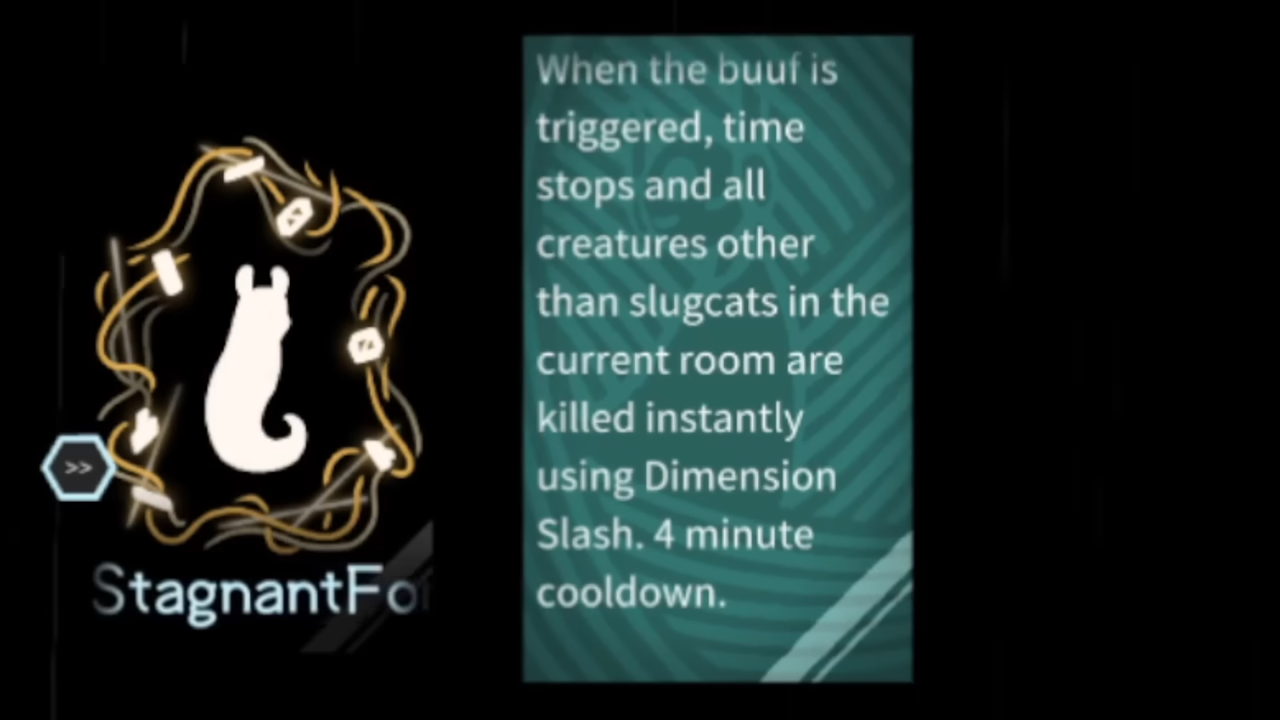 When the buuf is
triggered, time
stops and all
creatures other
than slugcats in the
current room are
killed instantly
using Dimension
Slash. 4 minute
cooldown.
>>
StagnantFo